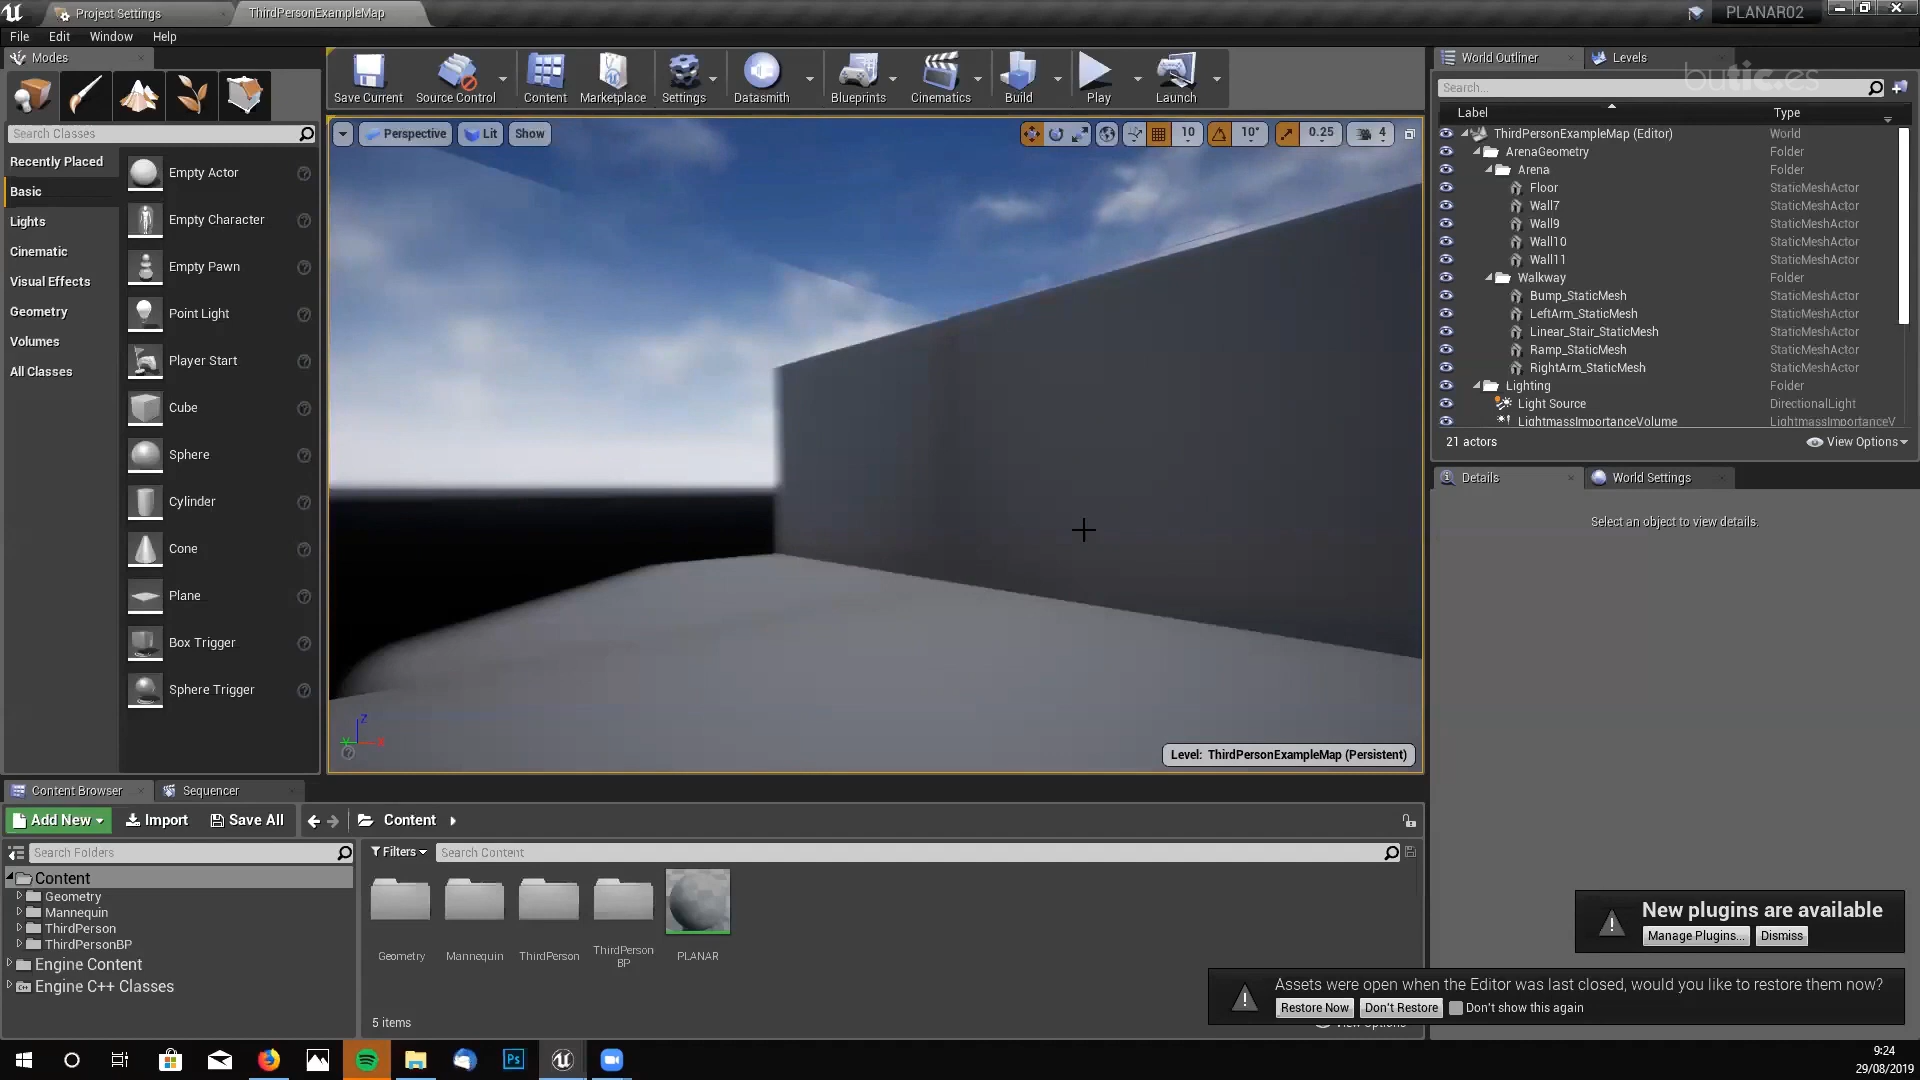 Project Settings
ThirdPersonExampleMap
PLANAR02
File Edit Window Help
Modes
Save Current
Source Control
Content
Marketplace
Settings
Datasmith
Blueprints
Cinematics
Build
Play
Launch
World Outliner
Levels
butic.es
Search...
Label
Type
Search Classes
Perspective
Lit
Show
10
10°
0.25
4
Recently Placed
Basic
Lights
Cinematic
Visual Effects
Geometry
Volumes
All Classes
Empty Actor
Empty Character
Empty Pawn
Point Light
Player Start
Cube
Sphere
Cylinder
Cone
Plane
Box Trigger
Sphere Trigger
ThirdPersonExampleMap (Editor) World
ArenaGeometry Folder
Arena Folder
Floor StaticMeshActor
Wall7 StaticMeshActor
Wall9 StaticMeshActor
Wall10 StaticMeshActor
Wall11 StaticMeshActor
Walkway Folder
Bump_StaticMesh StaticMeshActor
LeftArm_StaticMesh StaticMeshActor
Linear_Stair_StaticMesh StaticMeshActor
Ramp_StaticMesh StaticMeshActor
RightArm_StaticMesh StaticMeshActor
Lighting Folder
Light Source DirectionalLight
LightmassImportanceVolume LightmassImportanceV
21 actors
View Options
Details
World Settings
Select an object to view details.
Z
Y
X
Level: ThirdPersonExampleMap (Persistent)
Content Browser
Sequencer
Add New
Import
Save All
Content
Search Folders
Filters
Search Content
Content
Geometry
Mannequin
ThirdPerson
ThirdPersonBP
Engine Content
Engine C++ Classes
Geometry
Mannequin
ThirdPerson
ThirdPerson
BP
PLANAR
5 items
View Options
New plugins are available
Manage Plugins...
Dismiss
Assets were open when the Editor was last closed, would you like to restore them now?
Restore Now
Don't Restore
Don't show this again
Ps
9:24
29/08/2019